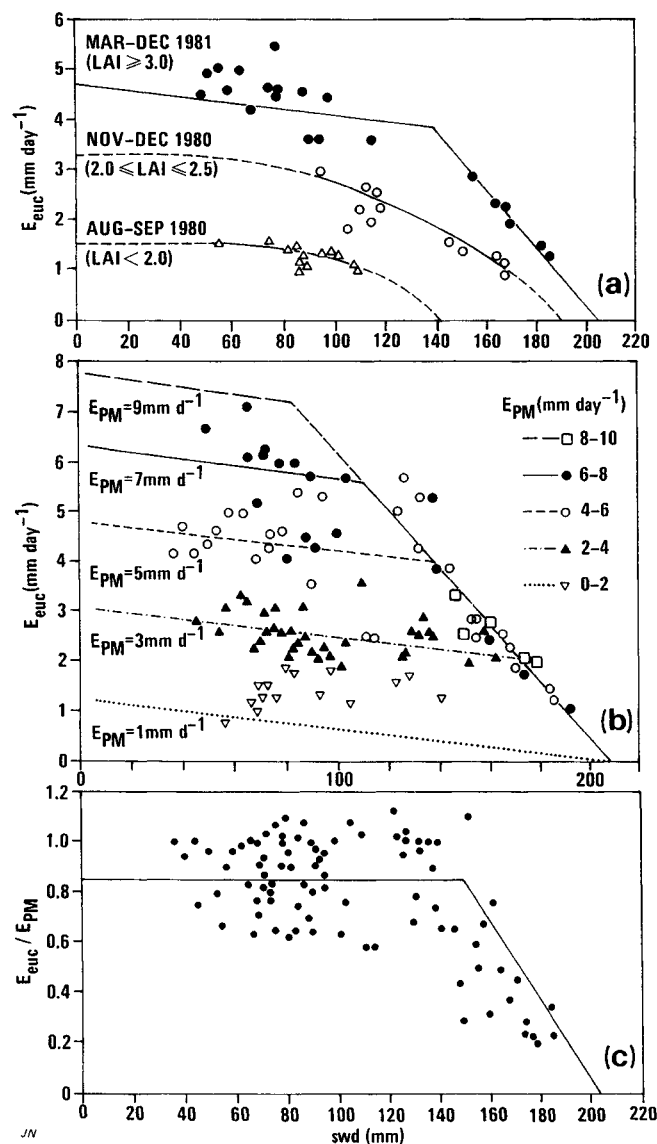 6
5
4
3
2
1
0
E_euc (mm day⁻¹)
MAR–DEC 1981
(LAI ⩾ 3.0)
NOV–DEC 1980
(2.0 ⩽ LAI ⩽ 2.5)
AUG–SEP 1980
(LAI < 2.0)
(a)
0 20 40 60 80 100 120 140 160 180 200 220
8
7
6
5
4
3
2
1
0
E_euc (mm day⁻¹)
E_PM = 9mm d⁻¹
E_PM = 7mm d⁻¹
E_PM = 5mm d⁻¹
E_PM = 3mm d⁻¹
E_PM = 1mm d⁻¹
E_PM (mm day⁻¹)
8–10
6–8
4–6
2–4
0–2
(b)
0 100 200
1.2
1.0
0.8
0.6
0.4
0.2
0
E_euc / E_PM
(c)
0 20 40 60 80 100 120 140 160 180 200 220
swd (mm)
JN